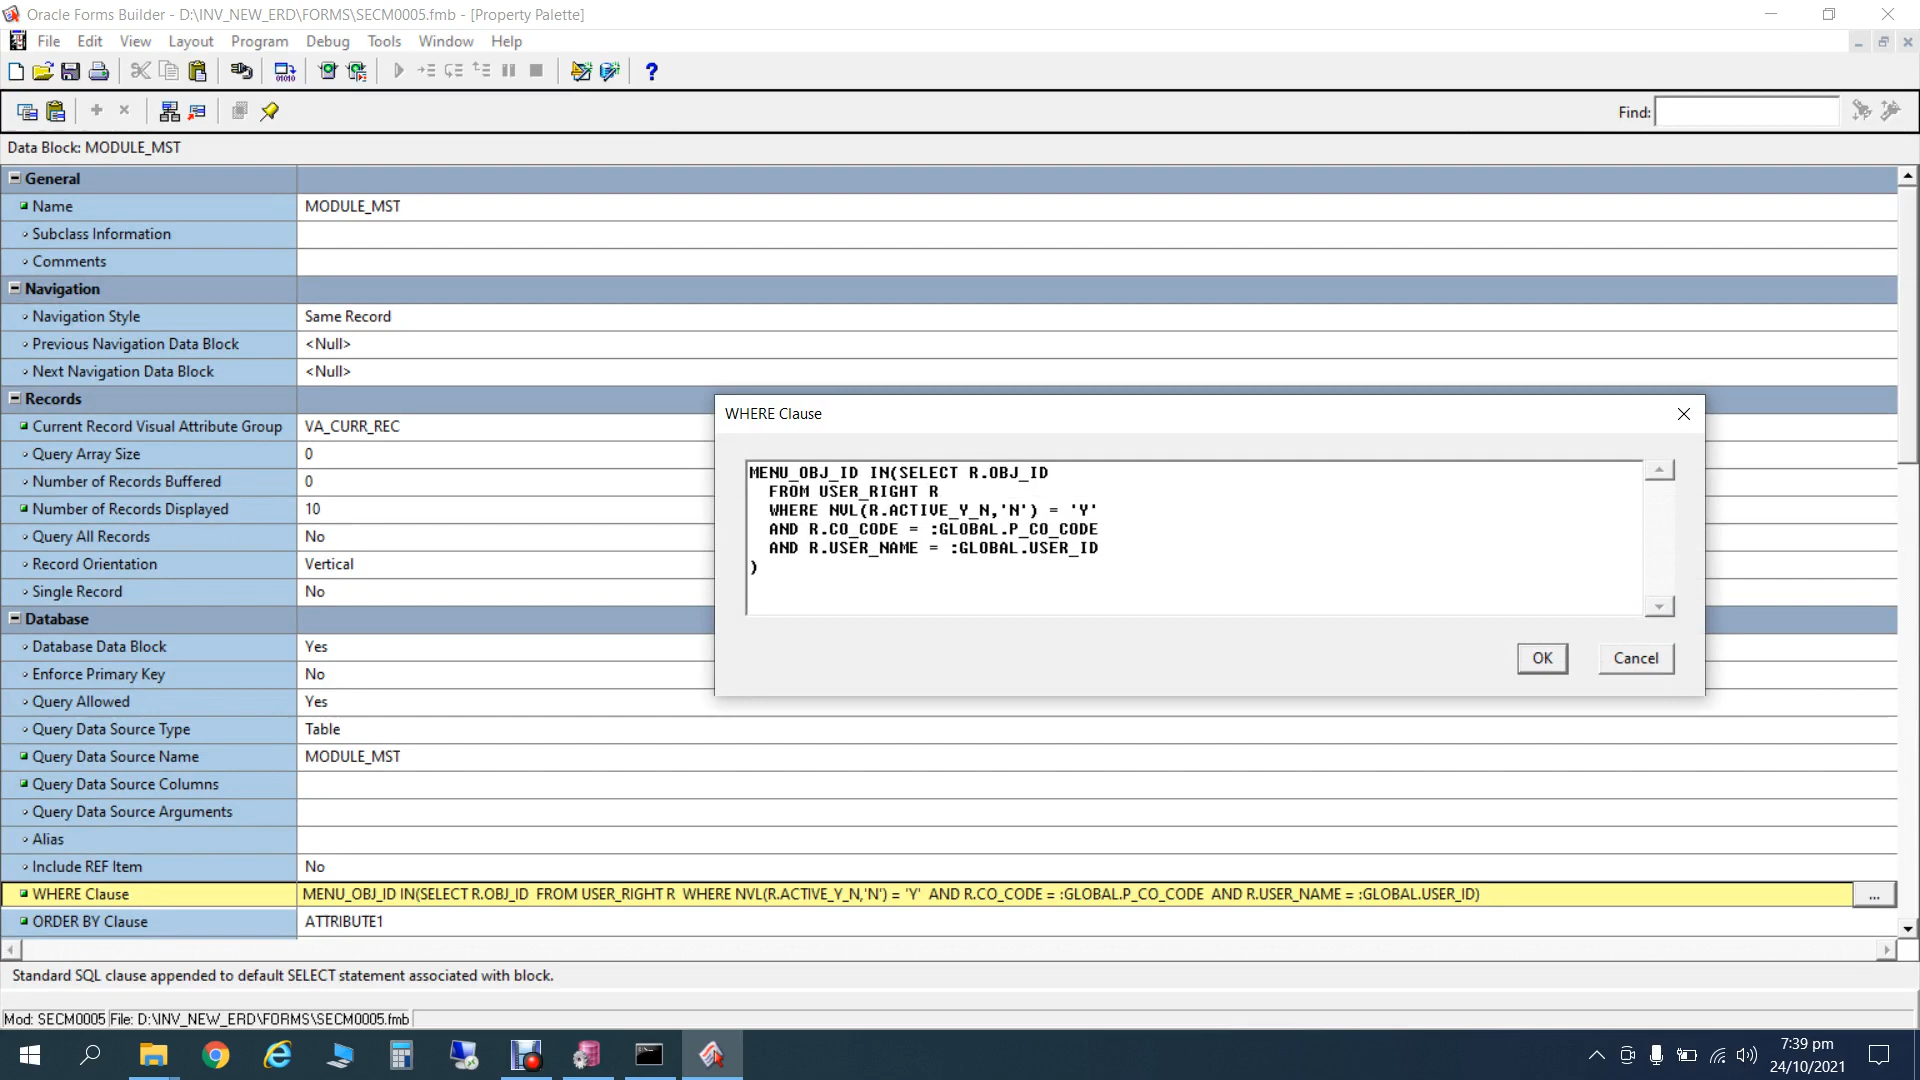 Oracle Forms Builder - D:\INV_NEW_ERD\FORMS\SECM0005.fmb - [Property Palette]
File Edit View Layout Program Debug Tools Window Help
Find:
Data Block: MODULE_MST
General
Name MODULE_MST
Subclass Information
Comments
Navigation
Navigation Style Same Record
Previous Navigation Data Block <Null>
Next Navigation Data Block <Null>
Records
Current Record Visual Attribute Group VA_CURR_REC
Query Array Size 0
Number of Records Buffered 0
Number of Records Displayed 10
Query All Records No
Record Orientation Vertical
Single Record No
Database
Database Data Block Yes
Enforce Primary Key No
Query Allowed Yes
Query Data Source Type Table
Query Data Source Name MODULE_MST
Query Data Source Columns
Query Data Source Arguments
Alias
Include REF Item No
WHERE Clause MENU_OBJ_ID IN(SELECT R.OBJ_ID  FROM USER_RIGHT R  WHERE NVL(R.ACTIVE_Y_N,'N') = 'Y'  AND R.CO_CODE = :GLOBAL.P_CO_CODE  AND R.USER_NAME = :GLOBAL.USER_ID) ...
ORDER BY Clause ATTRIBUTE1
WHERE Clause
MENU_OBJ_ID IN(SELECT R.OBJ_ID
FROM USER_RIGHT R
WHERE NVL(R.ACTIVE_Y_N,'N') = 'Y'
AND R.CO_CODE = :GLOBAL.P_CO_CODE
AND R.USER_NAME = :GLOBAL.USER_ID
)
OK Cancel
Standard SQL clause appended to default SELECT statement associated with block.
Mod: SECM0005 File: D:\INV_NEW_ERD\FORMS\SECM0005.fmb
7:39 pm
24/10/2021